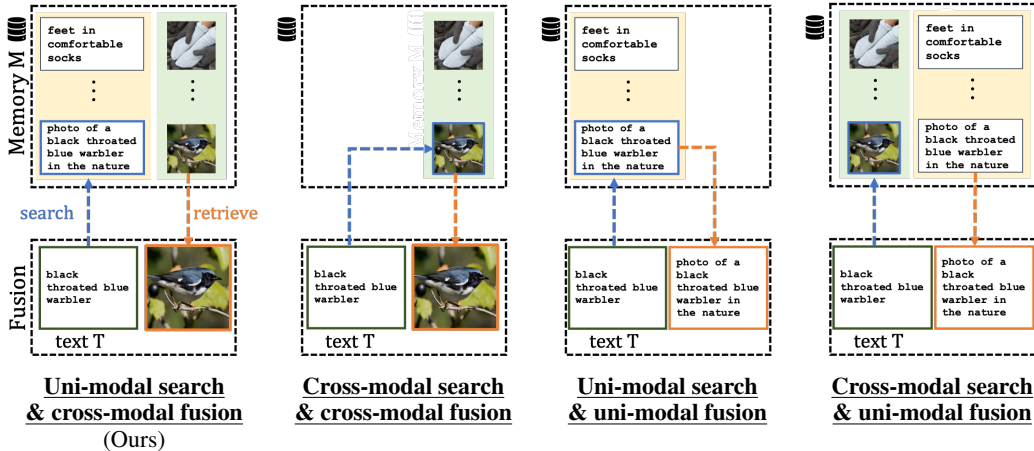 Memory M
feet in
comfortable
socks
photo of a
black throated
blue warbler
in the nature
search
retrieve
Fusion
black
throated blue
warbler
text T
Uni-modal search
& cross-modal fusion
(Ours)
Memory M
black
throated blue
warbler
text T
Cross-modal search
& cross-modal fusion
feet in
comfortable
socks
photo of a
black throated
blue warbler
in the nature
black
throated blue
warbler
photo of a
black
throated blue
warbler in
the nature
text T
Uni-modal search
& uni-modal fusion
feet in
comfortable
socks
photo of a
black throated
blue warbler
in the nature
black
throated blue
warbler
photo of a
black
throated blue
warbler in
the nature
text T
Cross-modal search
& uni-modal fusion